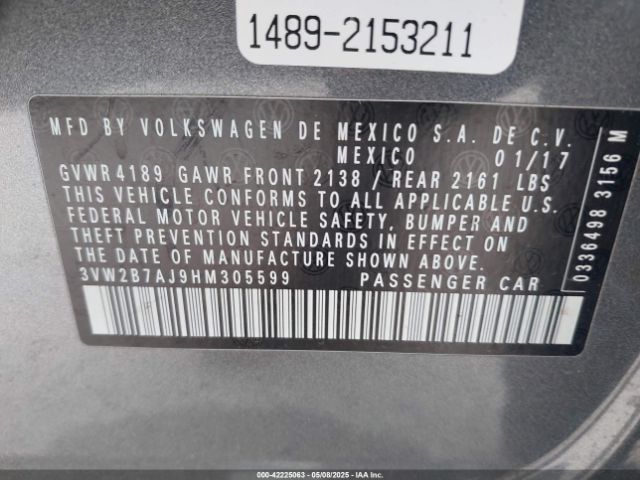 1489-2153211
MFD BY VOLKSWAGEN DE MEXICO S.A. DE C.V.
MEXICO 01/17
GVWR 4189 GAWR FRONT 2138 / REAR 2161 LBS
THIS VEHICLE CONFORMS TO ALL APPLICABLE U.S.
FEDERAL MOTOR VEHICLE SAFETY, BUMPER AND
THEFT PREVENTION STANDARDS IN EFFECT ON
THE DATE OF MANUFACTURE SHOWN ABOVE.
3VW2B7AJ9HM305599 PASSENGER CAR
0336498 3156 M
000-42225063 - 05/08/2025 - IAAI.COM